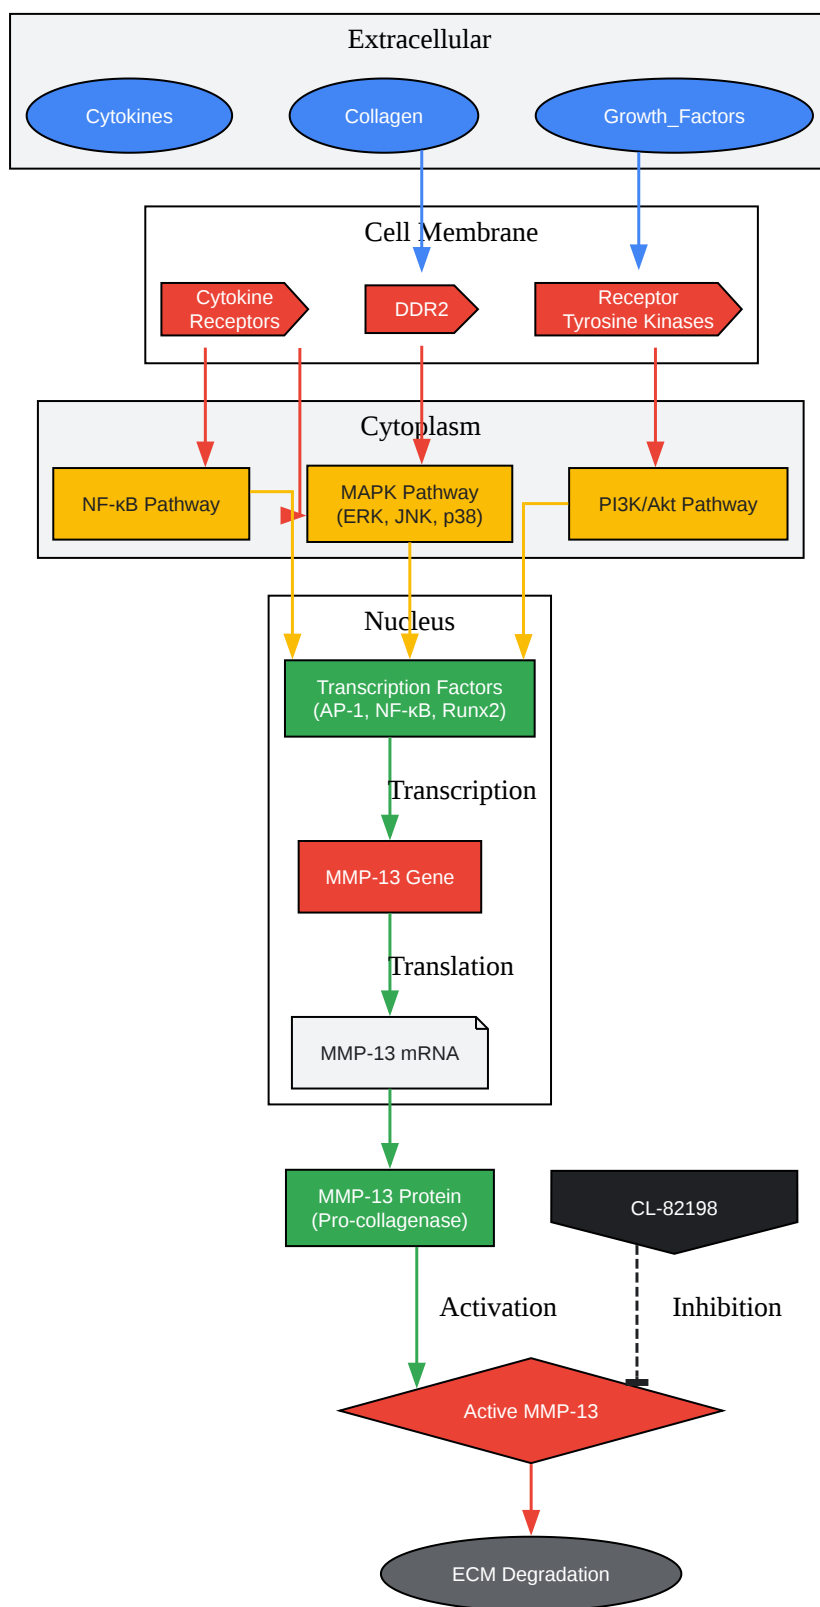 Extracellular
Cytokines
Collagen
Growth_Factors
Cell Membrane
Cytokine
Receptors
DDR2
Receptor
Tyrosine Kinases
Cytoplasm
NF-κB Pathway
MAPK Pathway
(ERK, JNK, p38)
PI3K/Akt Pathway
Nucleus
Transcription Factors
(AP-1, NF-κB, Runx2)
Transcription
MMP-13 Gene
Translation
MMP-13 mRNA
MMP-13 Protein
(Pro-collagenase)
CL-82198
Activation
Inhibition
Active MMP-13
ECM Degradation